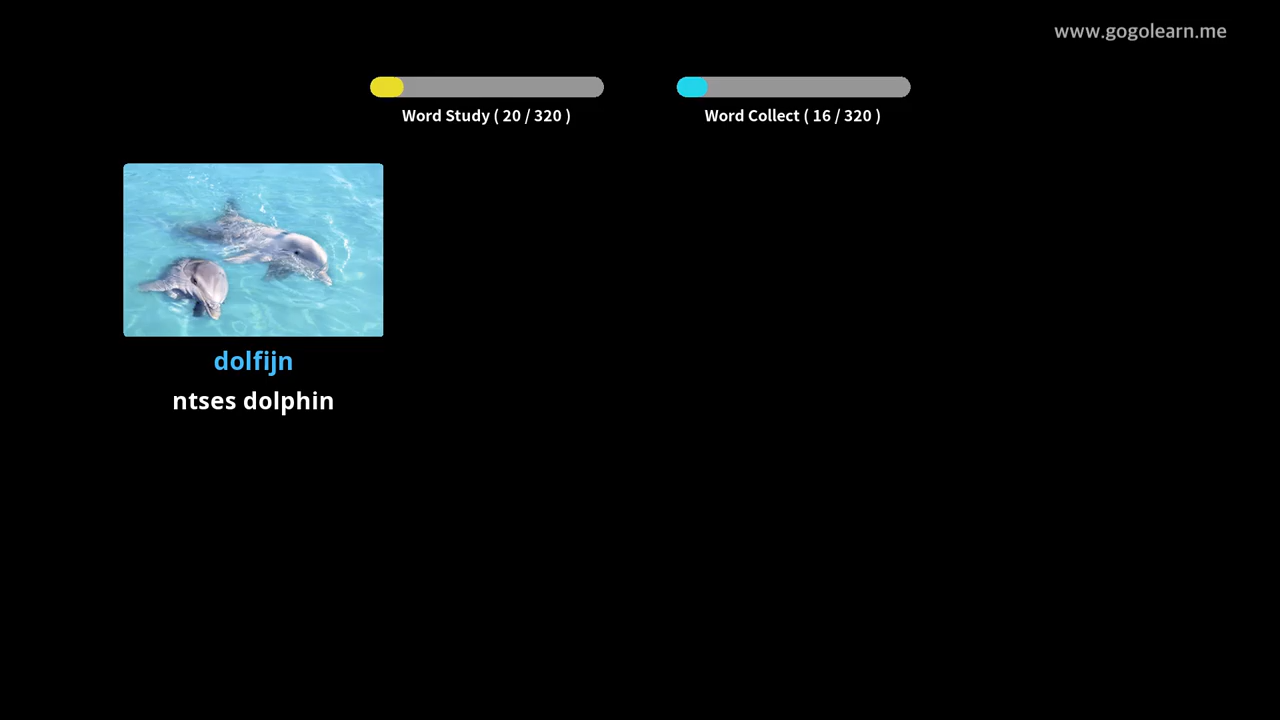 www.gogolearn.me
Word Study ( 20 / 320 )
Word Collect ( 16 / 320 )
dolfijn
ntses dolphin